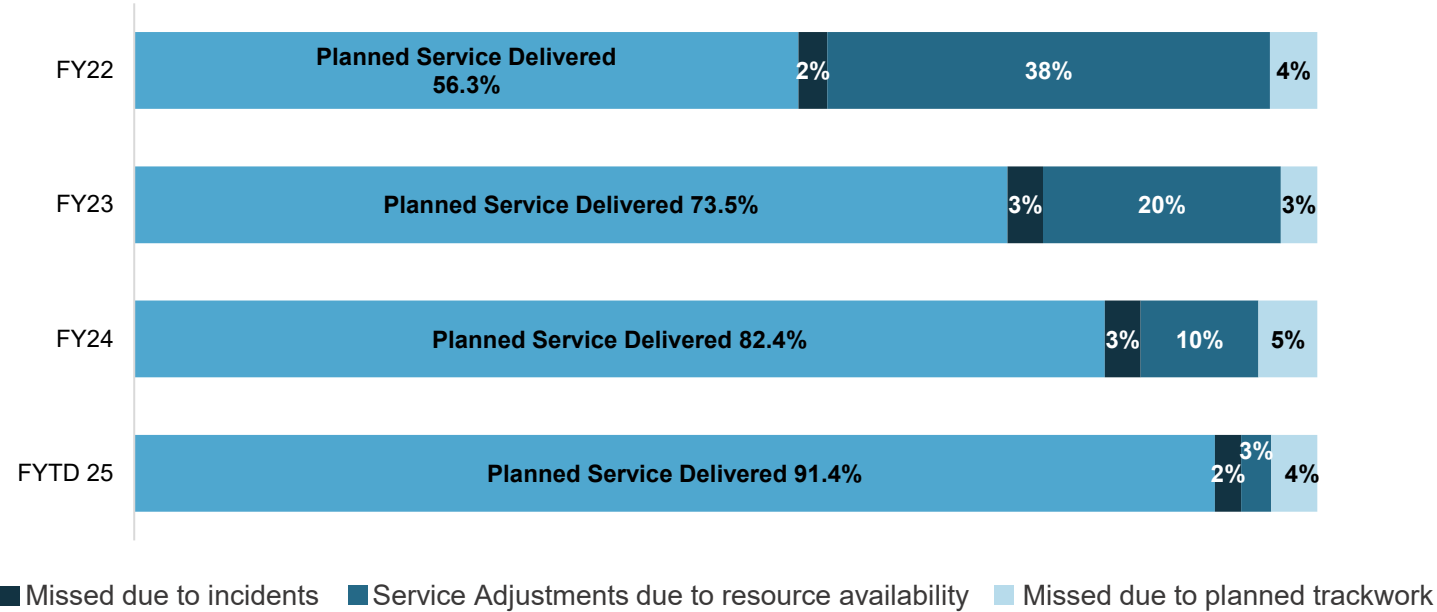 FY22
Planned Service Delivered
56.3%
2%
38%
4%
FY23
Planned Service Delivered 73.5%
3%
20%
3%
FY24
Planned Service Delivered 82.4%
3%
10%
5%
FYTD 25
Planned Service Delivered 91.4%
2%
3%
4%
Missed due to incidents
Service Adjustments due to resource availability
Missed due to planned trackwork